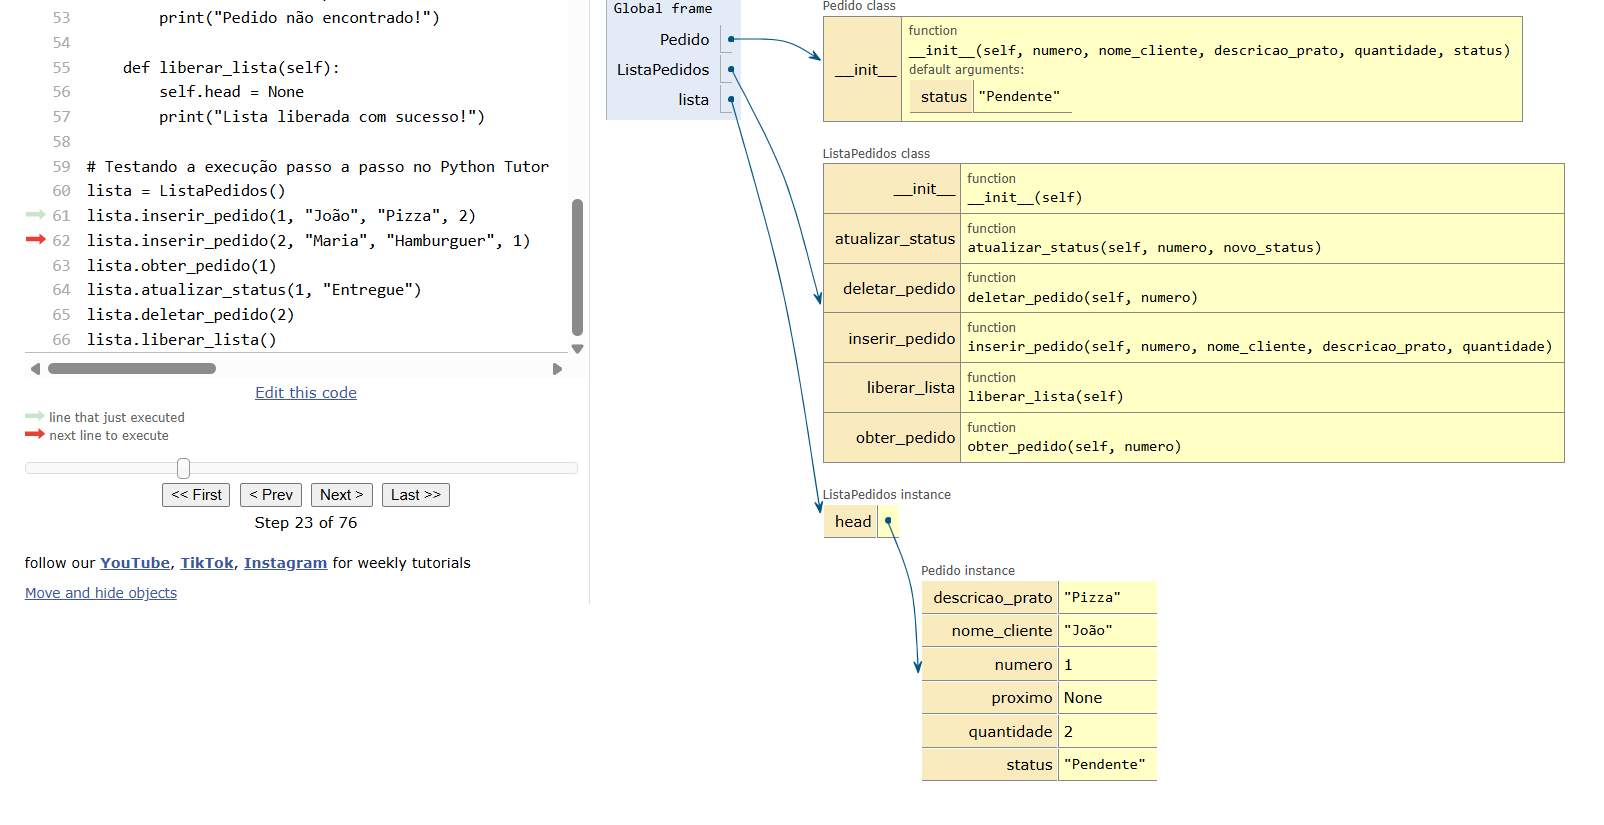 53 print("Pedido não encontrado!")
54
55 def liberar_lista(self):
56 self.head = None
57 print("Lista liberada com sucesso!")
58
59 # Testando a execução passo a passo no Python Tutor
60 lista = ListaPedidos()
61 lista.inserir_pedido(1, "João", "Pizza", 2)
62 lista.inserir_pedido(2, "Maria", "Hamburguer", 1)
63 lista.obter_pedido(1)
64 lista.atualizar_status(1, "Entregue")
65 lista.deletar_pedido(2)
66 lista.liberar_lista()
Edit this code
line that just executed
next line to execute
<< First
< Prev
Next >
Last >>
Step 23 of 76
follow our YouTube, TikTok, Instagram for weekly tutorials
Move and hide objects
Global frame
Pedido
ListaPedidos
lista
Pedido class
__init__
function
__init__(self, numero, nome_cliente, descricao_prato, quantidade, status)
default arguments:
status "Pendente"
ListaPedidos class
__init__
function
__init__(self)
atualizar_status
function
atualizar_status(self, numero, novo_status)
deletar_pedido
function
deletar_pedido(self, numero)
inserir_pedido
function
inserir_pedido(self, numero, nome_cliente, descricao_prato, quantidade)
liberar_lista
function
liberar_lista(self)
obter_pedido
function
obter_pedido(self, numero)
ListaPedidos instance
head
Pedido instance
descricao_prato "Pizza"
nome_cliente "João"
numero 1
proximo None
quantidade 2
status "Pendente"